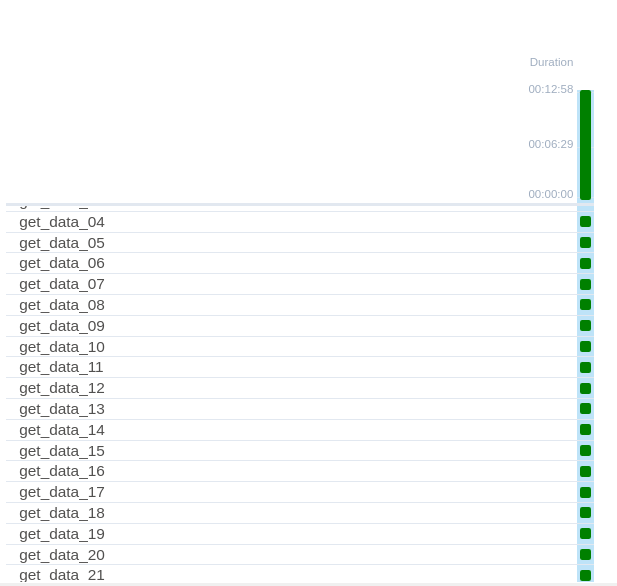 Duration
00:12:58
00:06:29
00:00:00
get_data_04
get_data_05
get_data_06
get_data_07
get_data_08
get_data_09
get_data_10
get_data_11
get_data_12
get_data_13
get_data_14
get_data_15
get_data_16
get_data_17
get_data_18
get_data_19
get_data_20
get_data_21